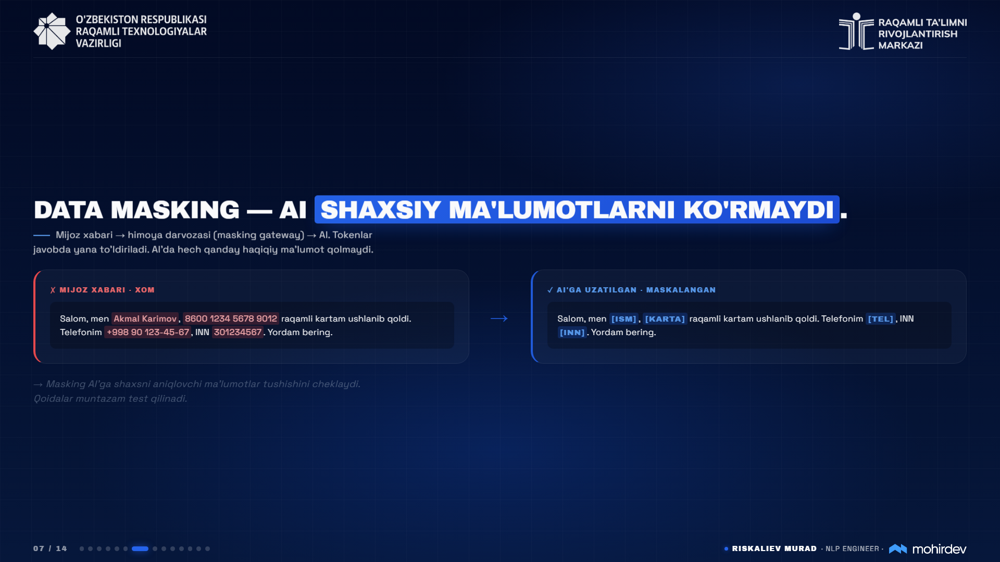 O'ZBEKISTON RESPUBLIKASI
RAQAMLI TEXNOLOGIYALAR
VAZIRLIGI
RAQAMLI TA'LIMNI
RIVOJLANTIRISH
MARKAZI
DATA MASKING — AI SHAXSIY MA'LUMOTLARNI KO'RMAYDI.
Mijoz xabari → himoya darvozasi (masking gateway) → AI. Tokenlar
javobda yana to'ldiriladi. AI'da hech qanday haqiqiy ma'lumot qolmaydi.
✗ MIJOZ XABARI · XOM
Salom, men Akmal Karimov, 8600 1234 5678 9012 raqamli kartam ushlanib qoldi.
Telefonim +998 90 123-45-67, INN 301234567. Yordam bering.
→
✓ AI'GA UZATILGAN · MASKALANGAN
Salom, men [ISM], [KARTA] raqamli kartam ushlanib qoldi. Telefonim [TEL], INN
[INN]. Yordam bering.
→ Masking AI'ga shaxsni aniqlovchi ma'lumotlar tushishini cheklaydi.
Qoidalar muntazam test qilinadi.
07 / 14
RISKALIEV MURAD · NLP ENGINEER · mohirdev